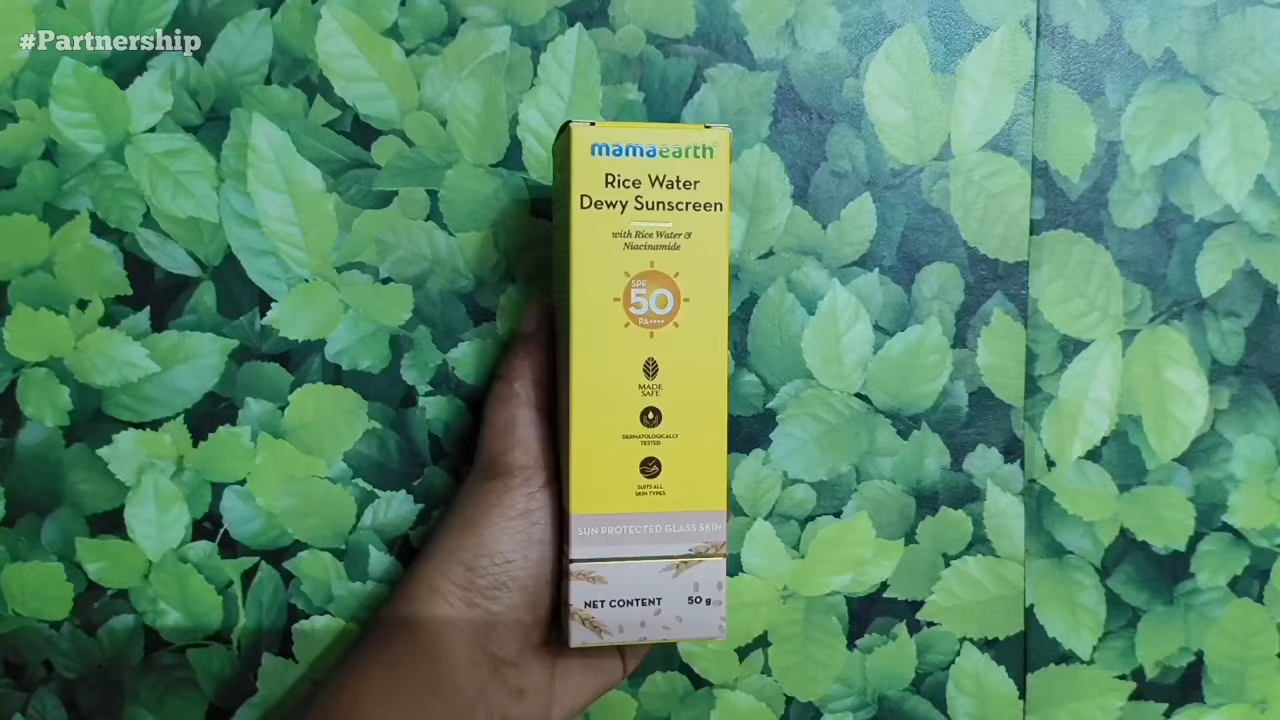 #Partnership
mamaearth
Rice Water
Dewy Sunscreen
with Rice Water &
Niacinamide
SPF
50
PA++++
MADE
SAFE
DERMATOLOGICALLY
TESTED
SUITS ALL
SKIN TYPES
SUN PROTECTED GLASS SKIN
NET CONTENT 50 g